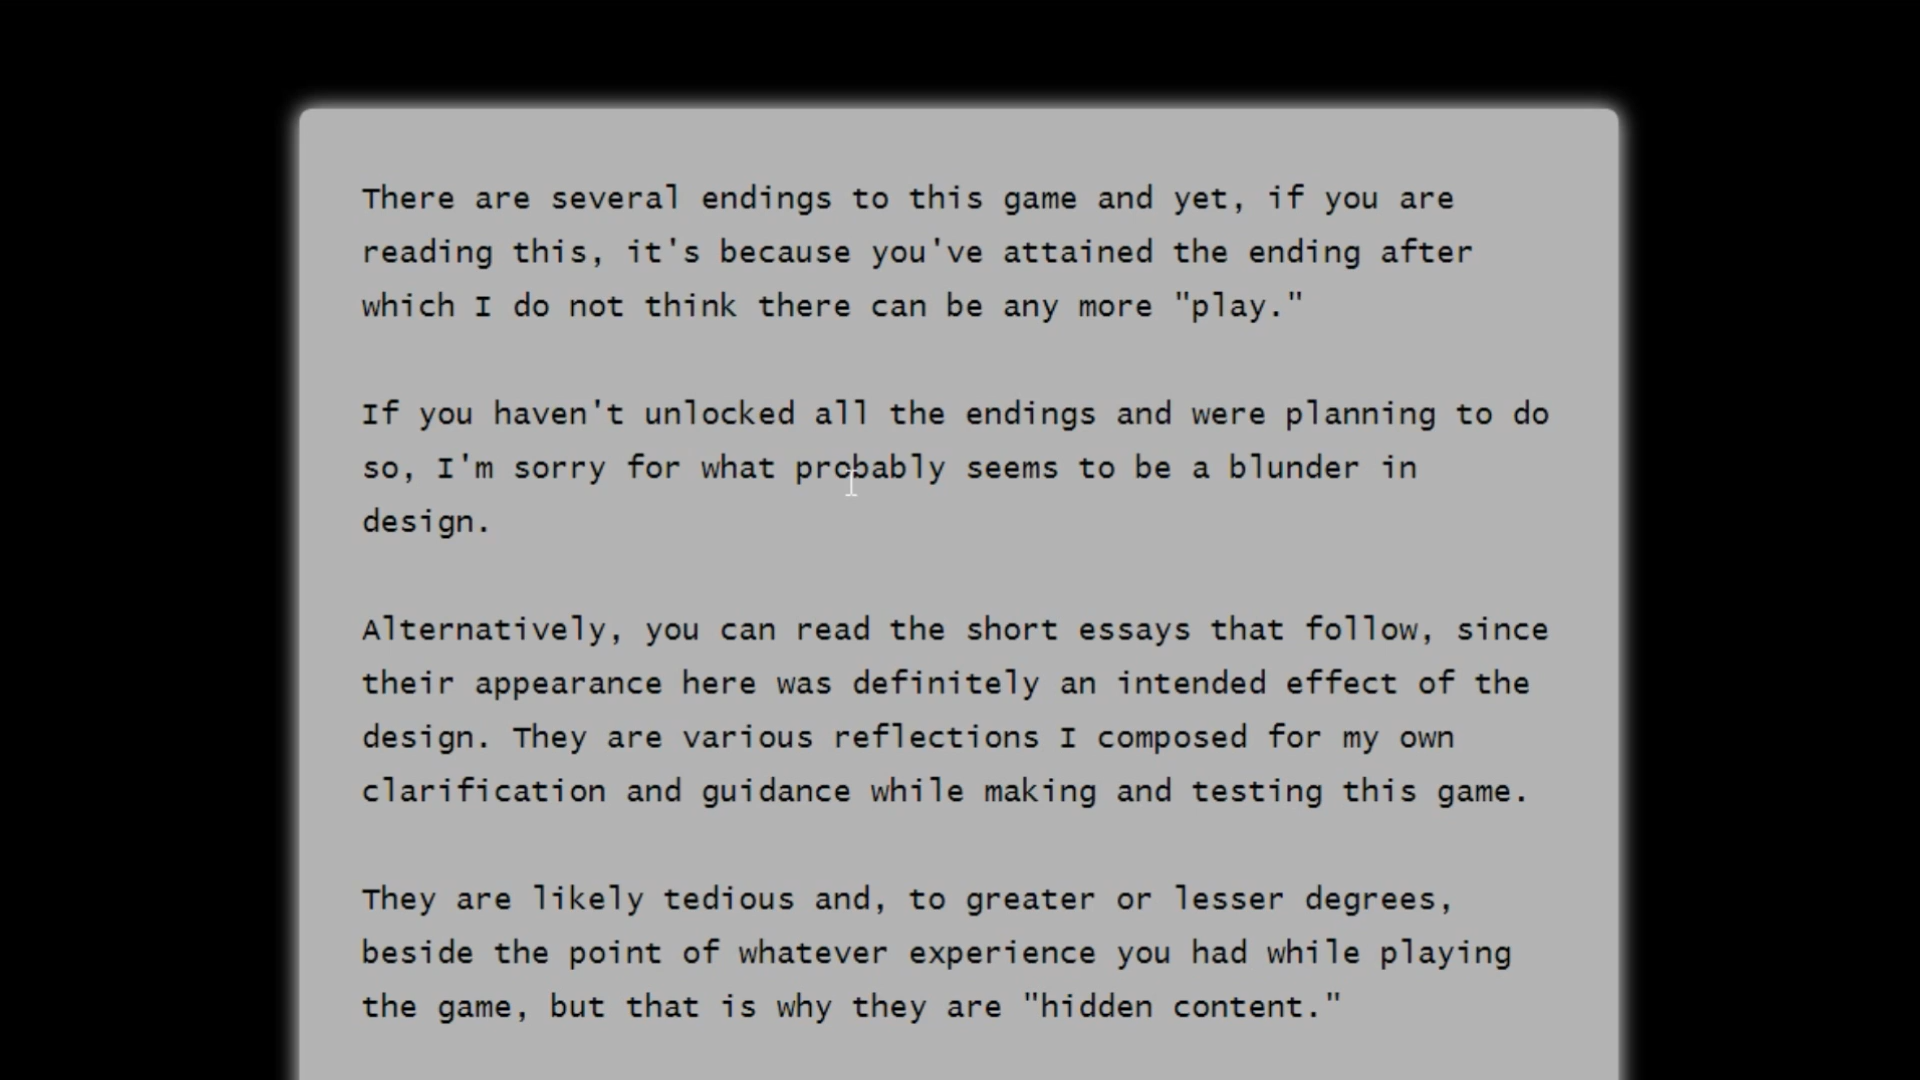 There are several endings to this game and yet, if you are
reading this, it's because you've attained the ending after
which I do not think there can be any more "play."
If you haven't unlocked all the endings and were planning to do
so, I'm sorry for what probably seems to be a blunder in
design.
Alternatively, you can read the short essays that follow, since
their appearance here was definitely an intended effect of the
design. They are various reflections I composed for my own
clarification and guidance while making and testing this game.
They are likely tedious and, to greater or lesser degrees,
beside the point of whatever experience you had while playing
the game, but that is why they are "hidden content."